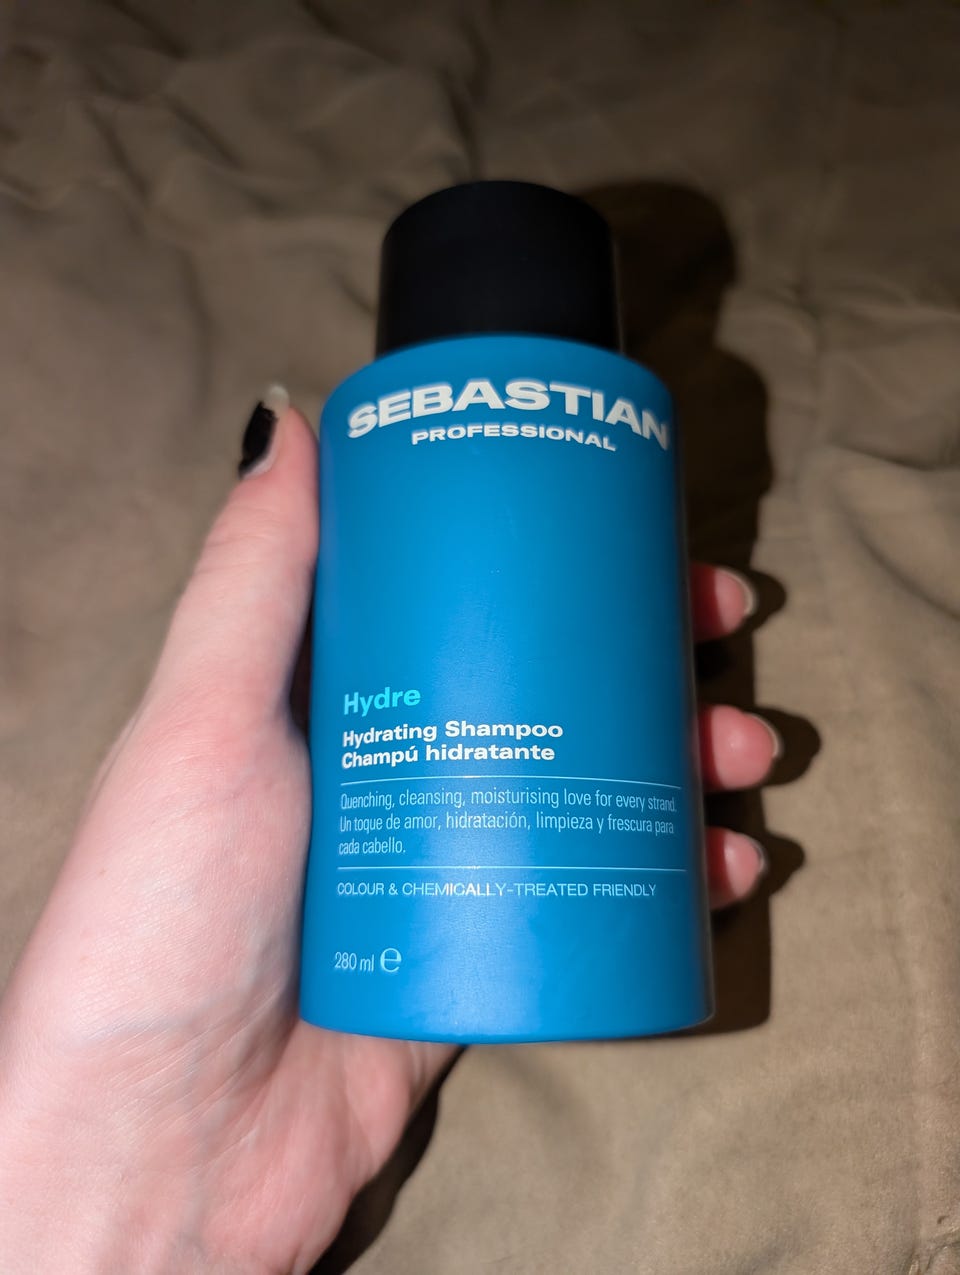 SEBASTIAN
PROFESSIONAL
Hydre
Hydrating Shampoo
Champú hidratante
Quenching, cleansing, moisturising love for every strand.
Un toque de amor, hidratación, limpieza y frescura para
cada cabello.
COLOUR & CHEMICALLY-TREATED FRIENDLY
280 ml ℮